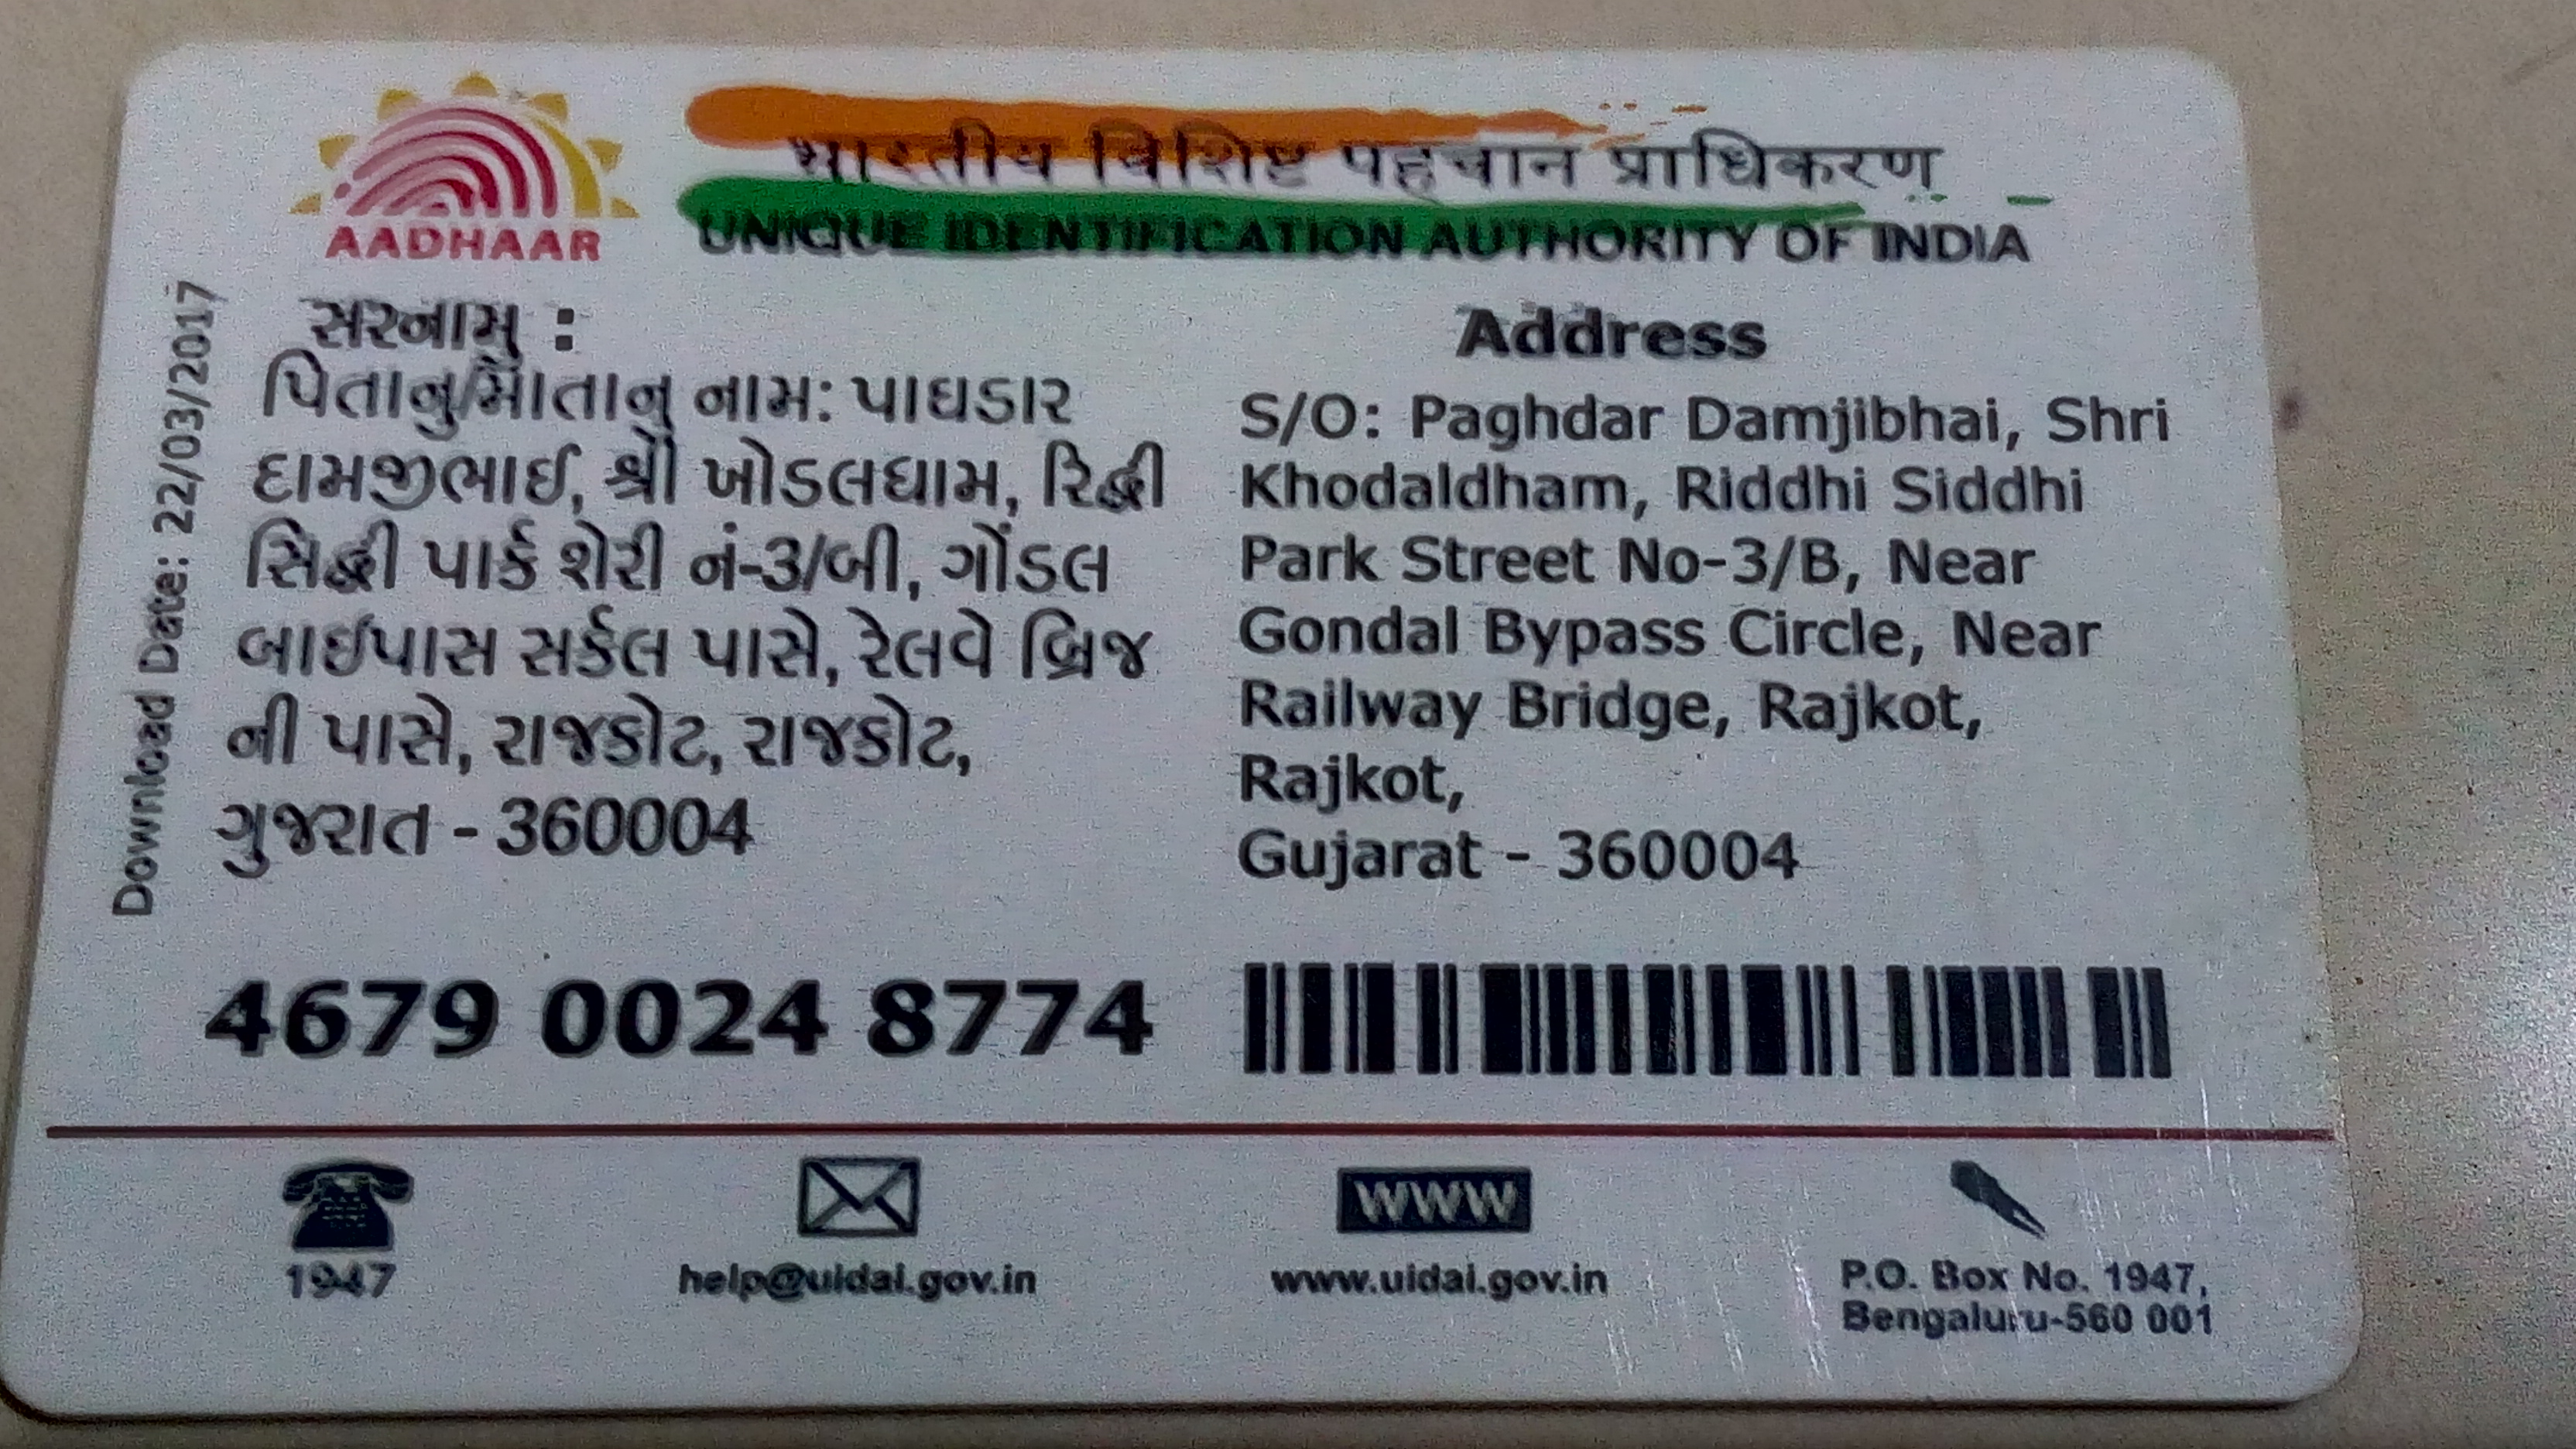 AADHAAR
भारतीय विशिष्ट पहचान प्राधिकरण
UNIQUE IDENTIFICATION AUTHORITY OF INDIA
Download Date: 22/03/2017
સરનામુ :
પિતાનુ/માતાનુ નામ: પાઘડાર
દામજીભાઈ, શ્રી ખોડલધામ, રિદ્ધી
સિદ્ધી પાર્ક શેરી નં-3/બી, ગોંડલ
બાઈપાસ સર્કલ પાસે, રેલવે બ્રિજ
ની પાસે, રાજકોટ, રાજકોટ,
ગુજરાત - 360004
Address
S/O: Paghdar Damjibhai, Shri
Khodaldham, Riddhi Siddhi
Park Street No-3/B, Near
Gondal Bypass Circle, Near
Railway Bridge, Rajkot,
Rajkot,
Gujarat - 360004
4679 0024 8774
1947
help@uidai.gov.in
WWW
www.uidai.gov.in
P.O. Box No. 1947,
Bengaluru-560 001